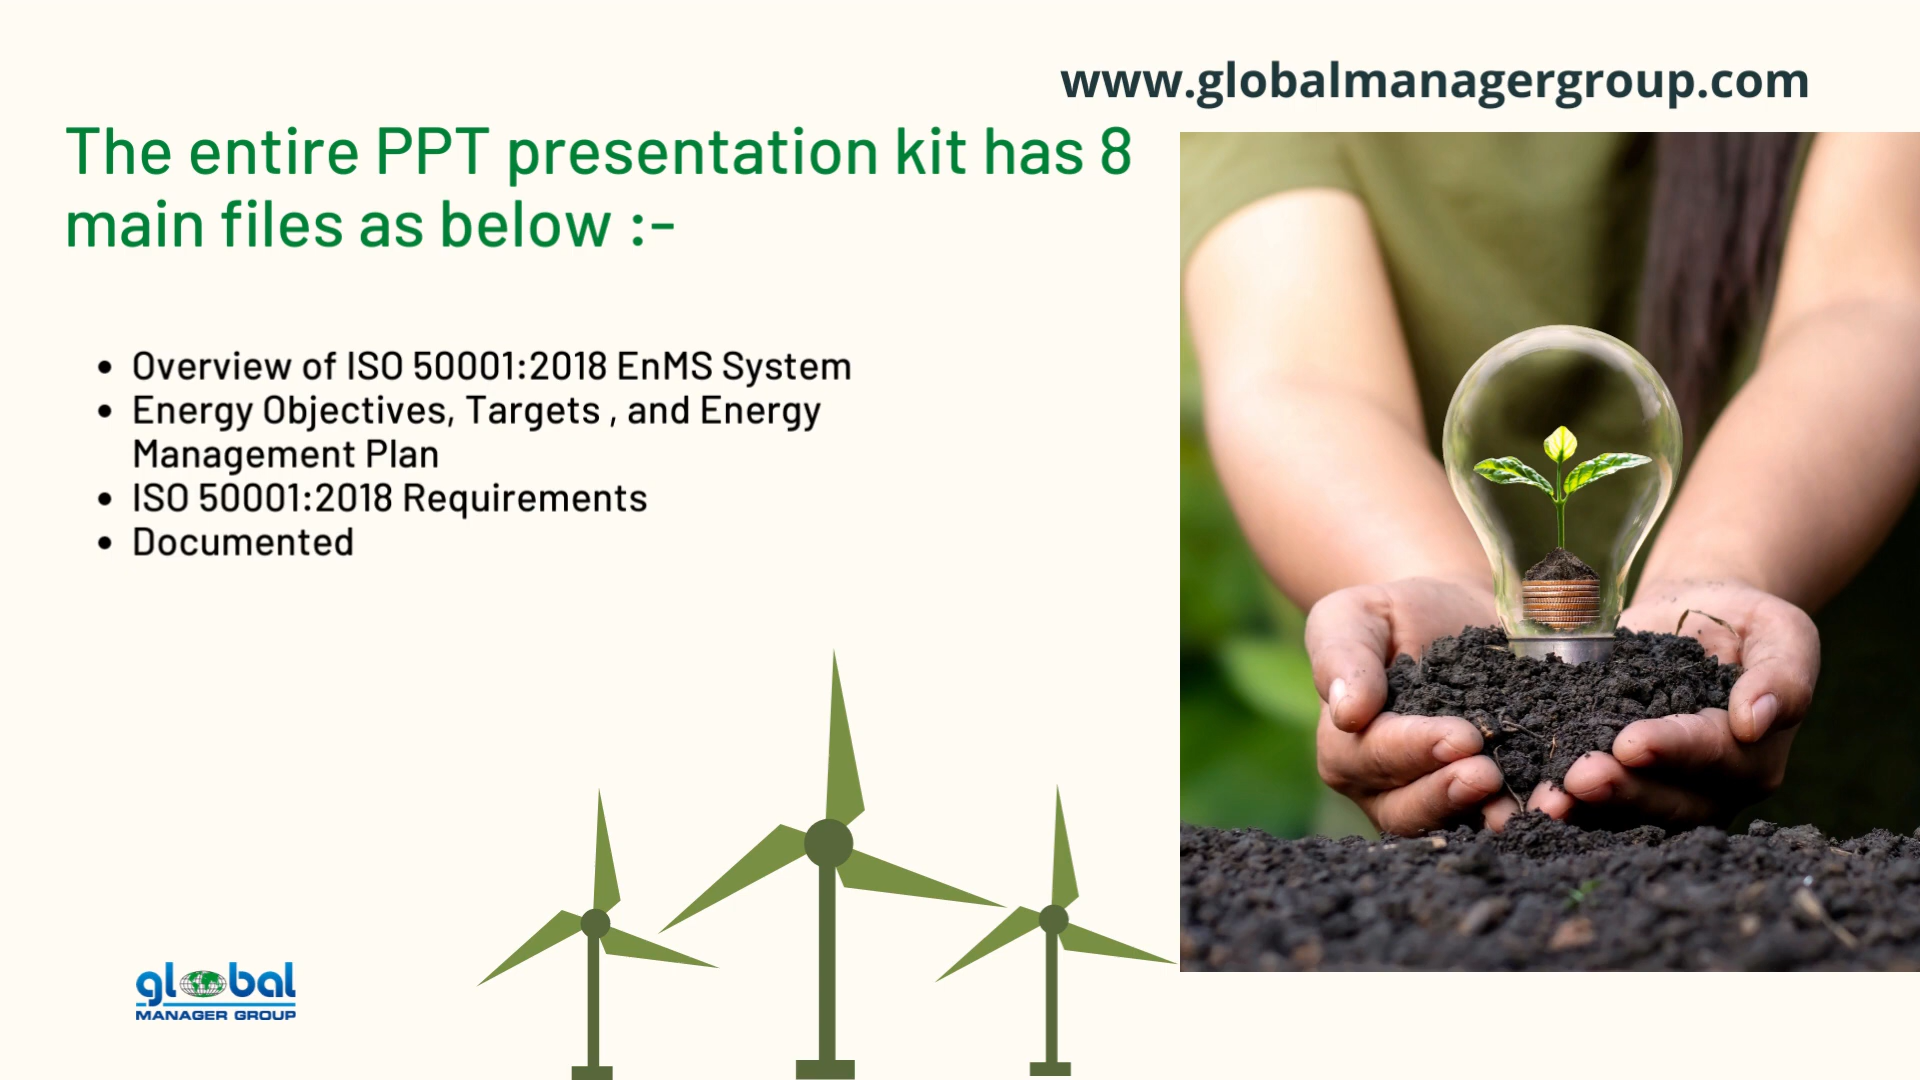 www.globalmanagergroup.com
The entire PPT presentation kit has 8
main files as below :-
• Overview of ISO 50001:2018 EnMS System
• Energy Objectives, Targets , and Energy
Management Plan
• ISO 50001:2018 Requirements
• Documented
global
MANAGER GROUP